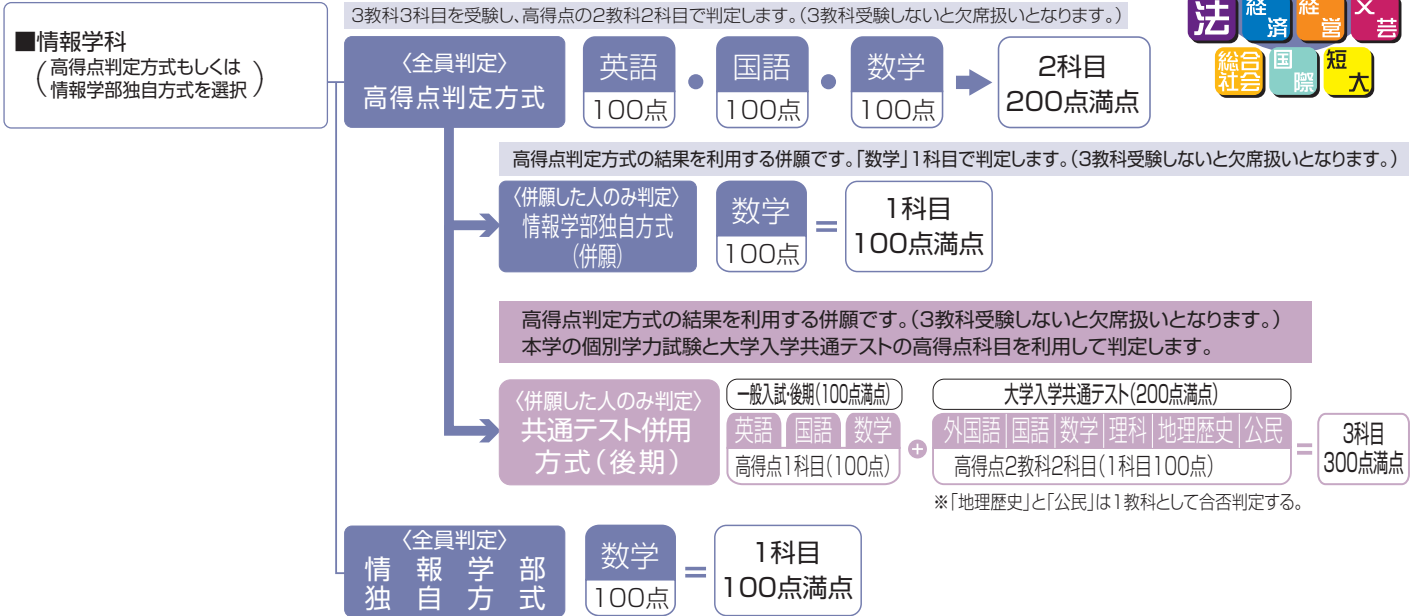 3教科3科目を受験し、高得点の2教科2科目で判定します。(3教科受験しないと欠席扱いとなります。)
■情報学科
(高得点判定方式もしくは
情報学部独自方式を選択)
〈全員判定〉
高得点判定方式
英語
100点
●
国語
100点
●
数学
100点
2科目
200点満点
法
経済
経営
文芸
総合社会
国際
短大
高得点判定方式の結果を利用する併願です。「数学」1科目で判定します。(3教科受験しないと欠席扱いとなります。)
〈併願した人のみ判定〉
情報学部独自方式
(併願)
数学
100点
=
1科目
100点満点
高得点判定方式の結果を利用する併願です。(3教科受験しないと欠席扱いとなります。)
本学の個別学力試験と大学入学共通テストの高得点科目を利用して判定します。
〈併願した人のみ判定〉
共通テスト併用
方式(後期)
一般入試・後期(100点満点)
英語 国語 数学
高得点1科目(100点)
+
大学入学共通テスト(200点満点)
外国語 国語 数学 理科 地理歴史 公民
高得点2教科2科目(1科目100点)
=
3科目
300点満点
※「地理歴史」と「公民」は1教科として合否判定する。
〈全員判定〉
情報学部
独自方式
数学
100点
=
1科目
100点満点